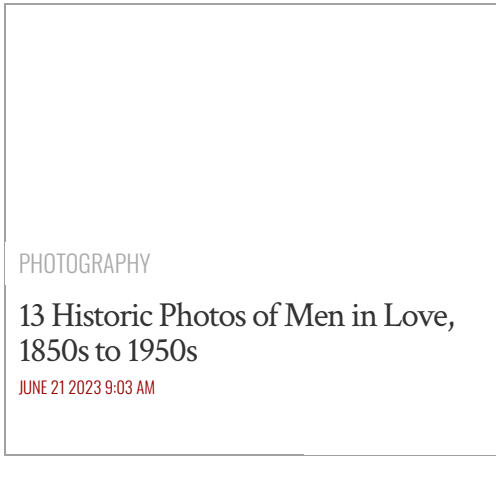 PHOTOGRAPHY
13 Historic Photos of Men in Love,
1850s to 1950s
JUNE 21 2023 9:03 AM